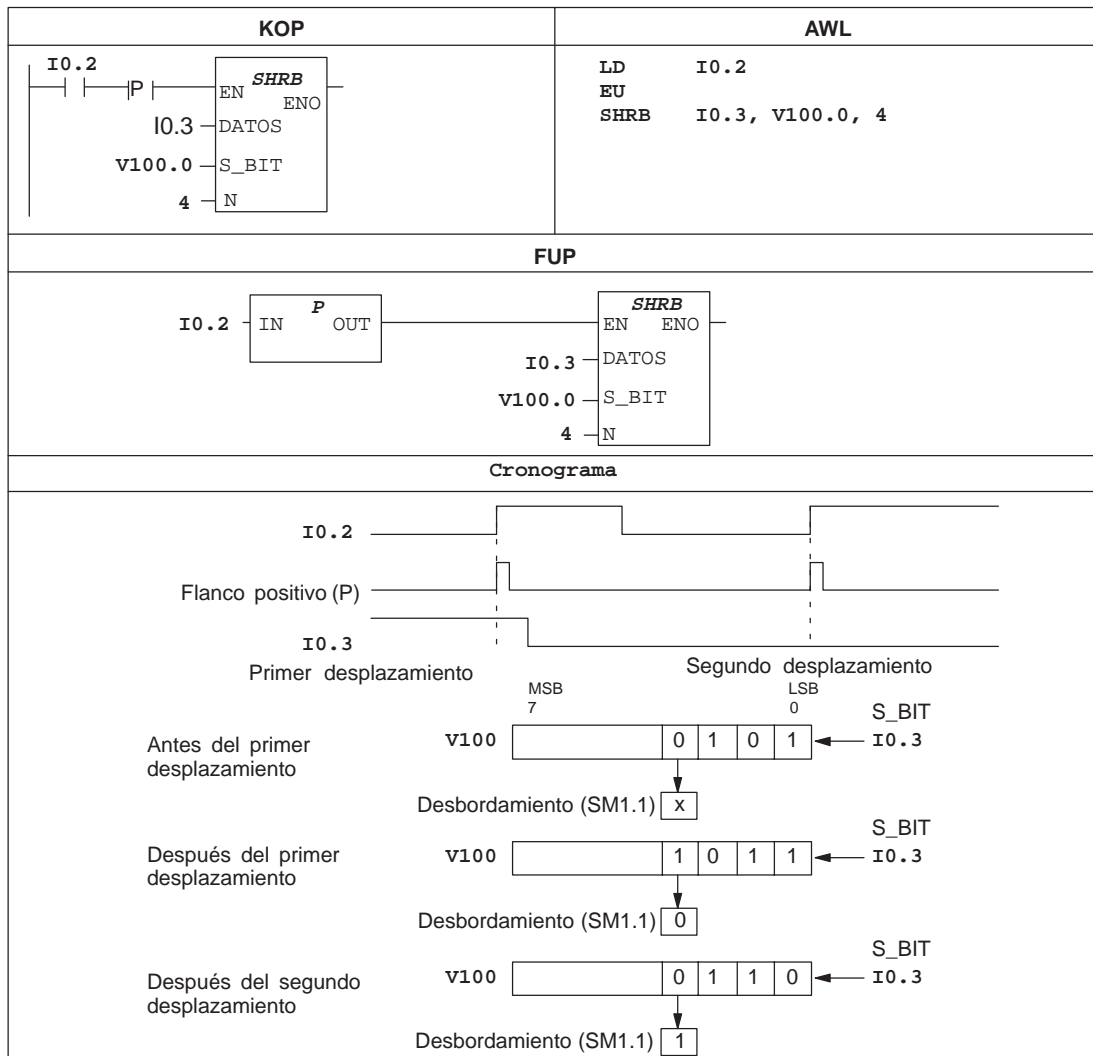 KOP
AWL
I0.2
P
SHRB
EN
ENO
I0.3 DATOS
V100.0 S_BIT
4 N
LD I0.2
EU
SHRB I0.3, V100.0, 4
FUP
I0.2 IN P OUT
SHRB
EN ENO
I0.3 DATOS
V100.0 S_BIT
4 N
Cronograma
I0.2
Flanco positivo (P)
I0.3
Primer desplazamiento
Segundo desplazamiento
MSB LSB
7 0
S_BIT
Antes del primer
desplazamiento
V100 0 1 0 1 I0.3
Desbordamiento (SM1.1) x
S_BIT
Después del primer
desplazamiento
V100 1 0 1 1 I0.3
Desbordamiento (SM1.1) 0
S_BIT
Después del segundo
desplazamiento
V100 0 1 1 0 I0.3
Desbordamiento (SM1.1) 1